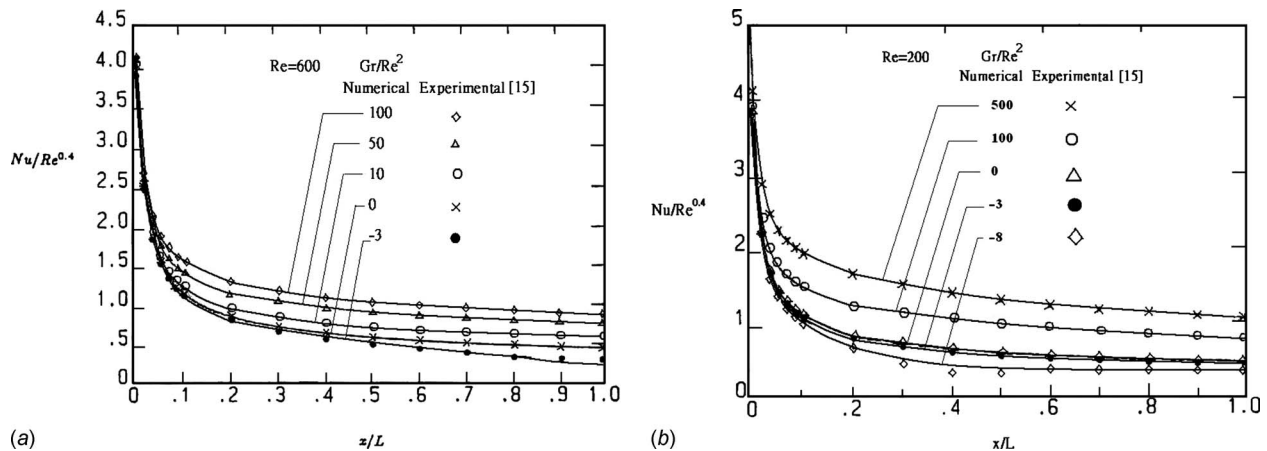 4.5
4.0
3.5
3.0
2.5
2.0
1.5
1.0
.5
0
Nu/Re^0.4
Re=600 Gr/Re^2
Numerical Experimental [15]
100
50
10
0
-3
0 .1 .2 .3 .4 .5 .6 .7 .8 .9 1.0
x/L
(a)
5
4
3
2
1
0
Nu/Re^0.4
Re=200 Gr/Re^2
Numerical Experimental [15]
500
100
0
-3
-8
0 .2 .4 .6 .8 1.0
x/L
(b)